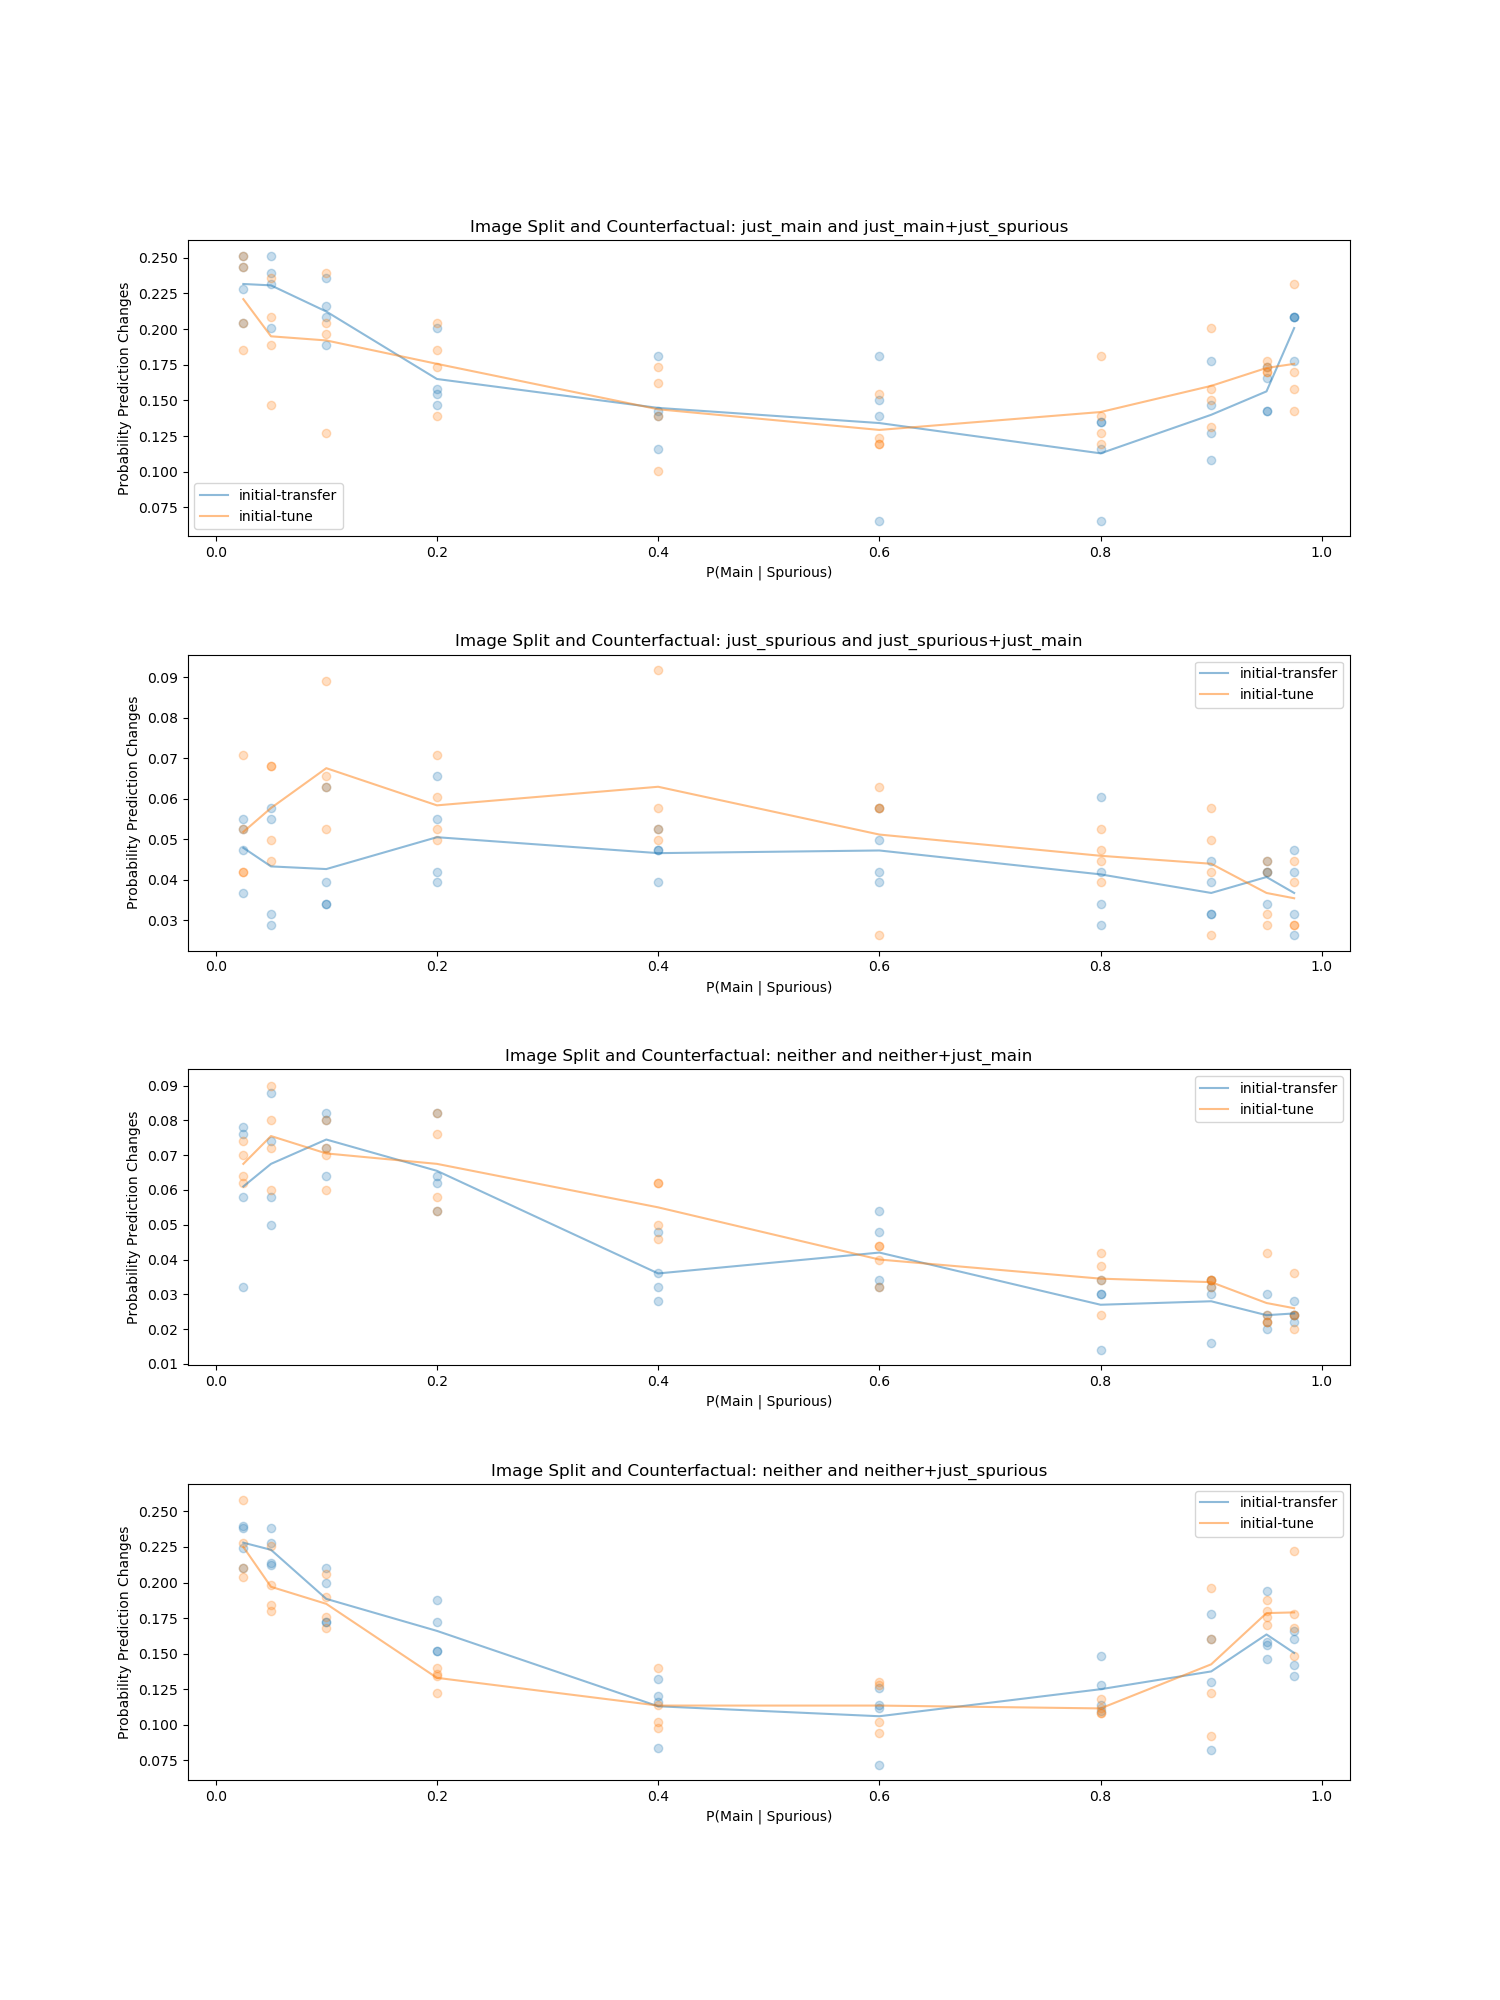 Image Split and Counterfactual: just_main and just_main+just_spurious
Probability Prediction Changes
0.250
0.225
0.200
0.175
0.150
0.125
0.100
0.075
initial-transfer
initial-tune
0.0 0.2 0.4 0.6 0.8 1.0
P(Main | Spurious)
Image Split and Counterfactual: just_spurious and just_spurious+just_main
Probability Prediction Changes
0.09
0.08
0.07
0.06
0.05
0.04
0.03
initial-transfer
initial-tune
0.0 0.2 0.4 0.6 0.8 1.0
P(Main | Spurious)
Image Split and Counterfactual: neither and neither+just_main
Probability Prediction Changes
0.09
0.08
0.07
0.06
0.05
0.04
0.03
0.02
0.01
initial-transfer
initial-tune
0.0 0.2 0.4 0.6 0.8 1.0
P(Main | Spurious)
Image Split and Counterfactual: neither and neither+just_spurious
Probability Prediction Changes
0.250
0.225
0.200
0.175
0.150
0.125
0.100
0.075
initial-transfer
initial-tune
0.0 0.2 0.4 0.6 0.8 1.0
P(Main | Spurious)